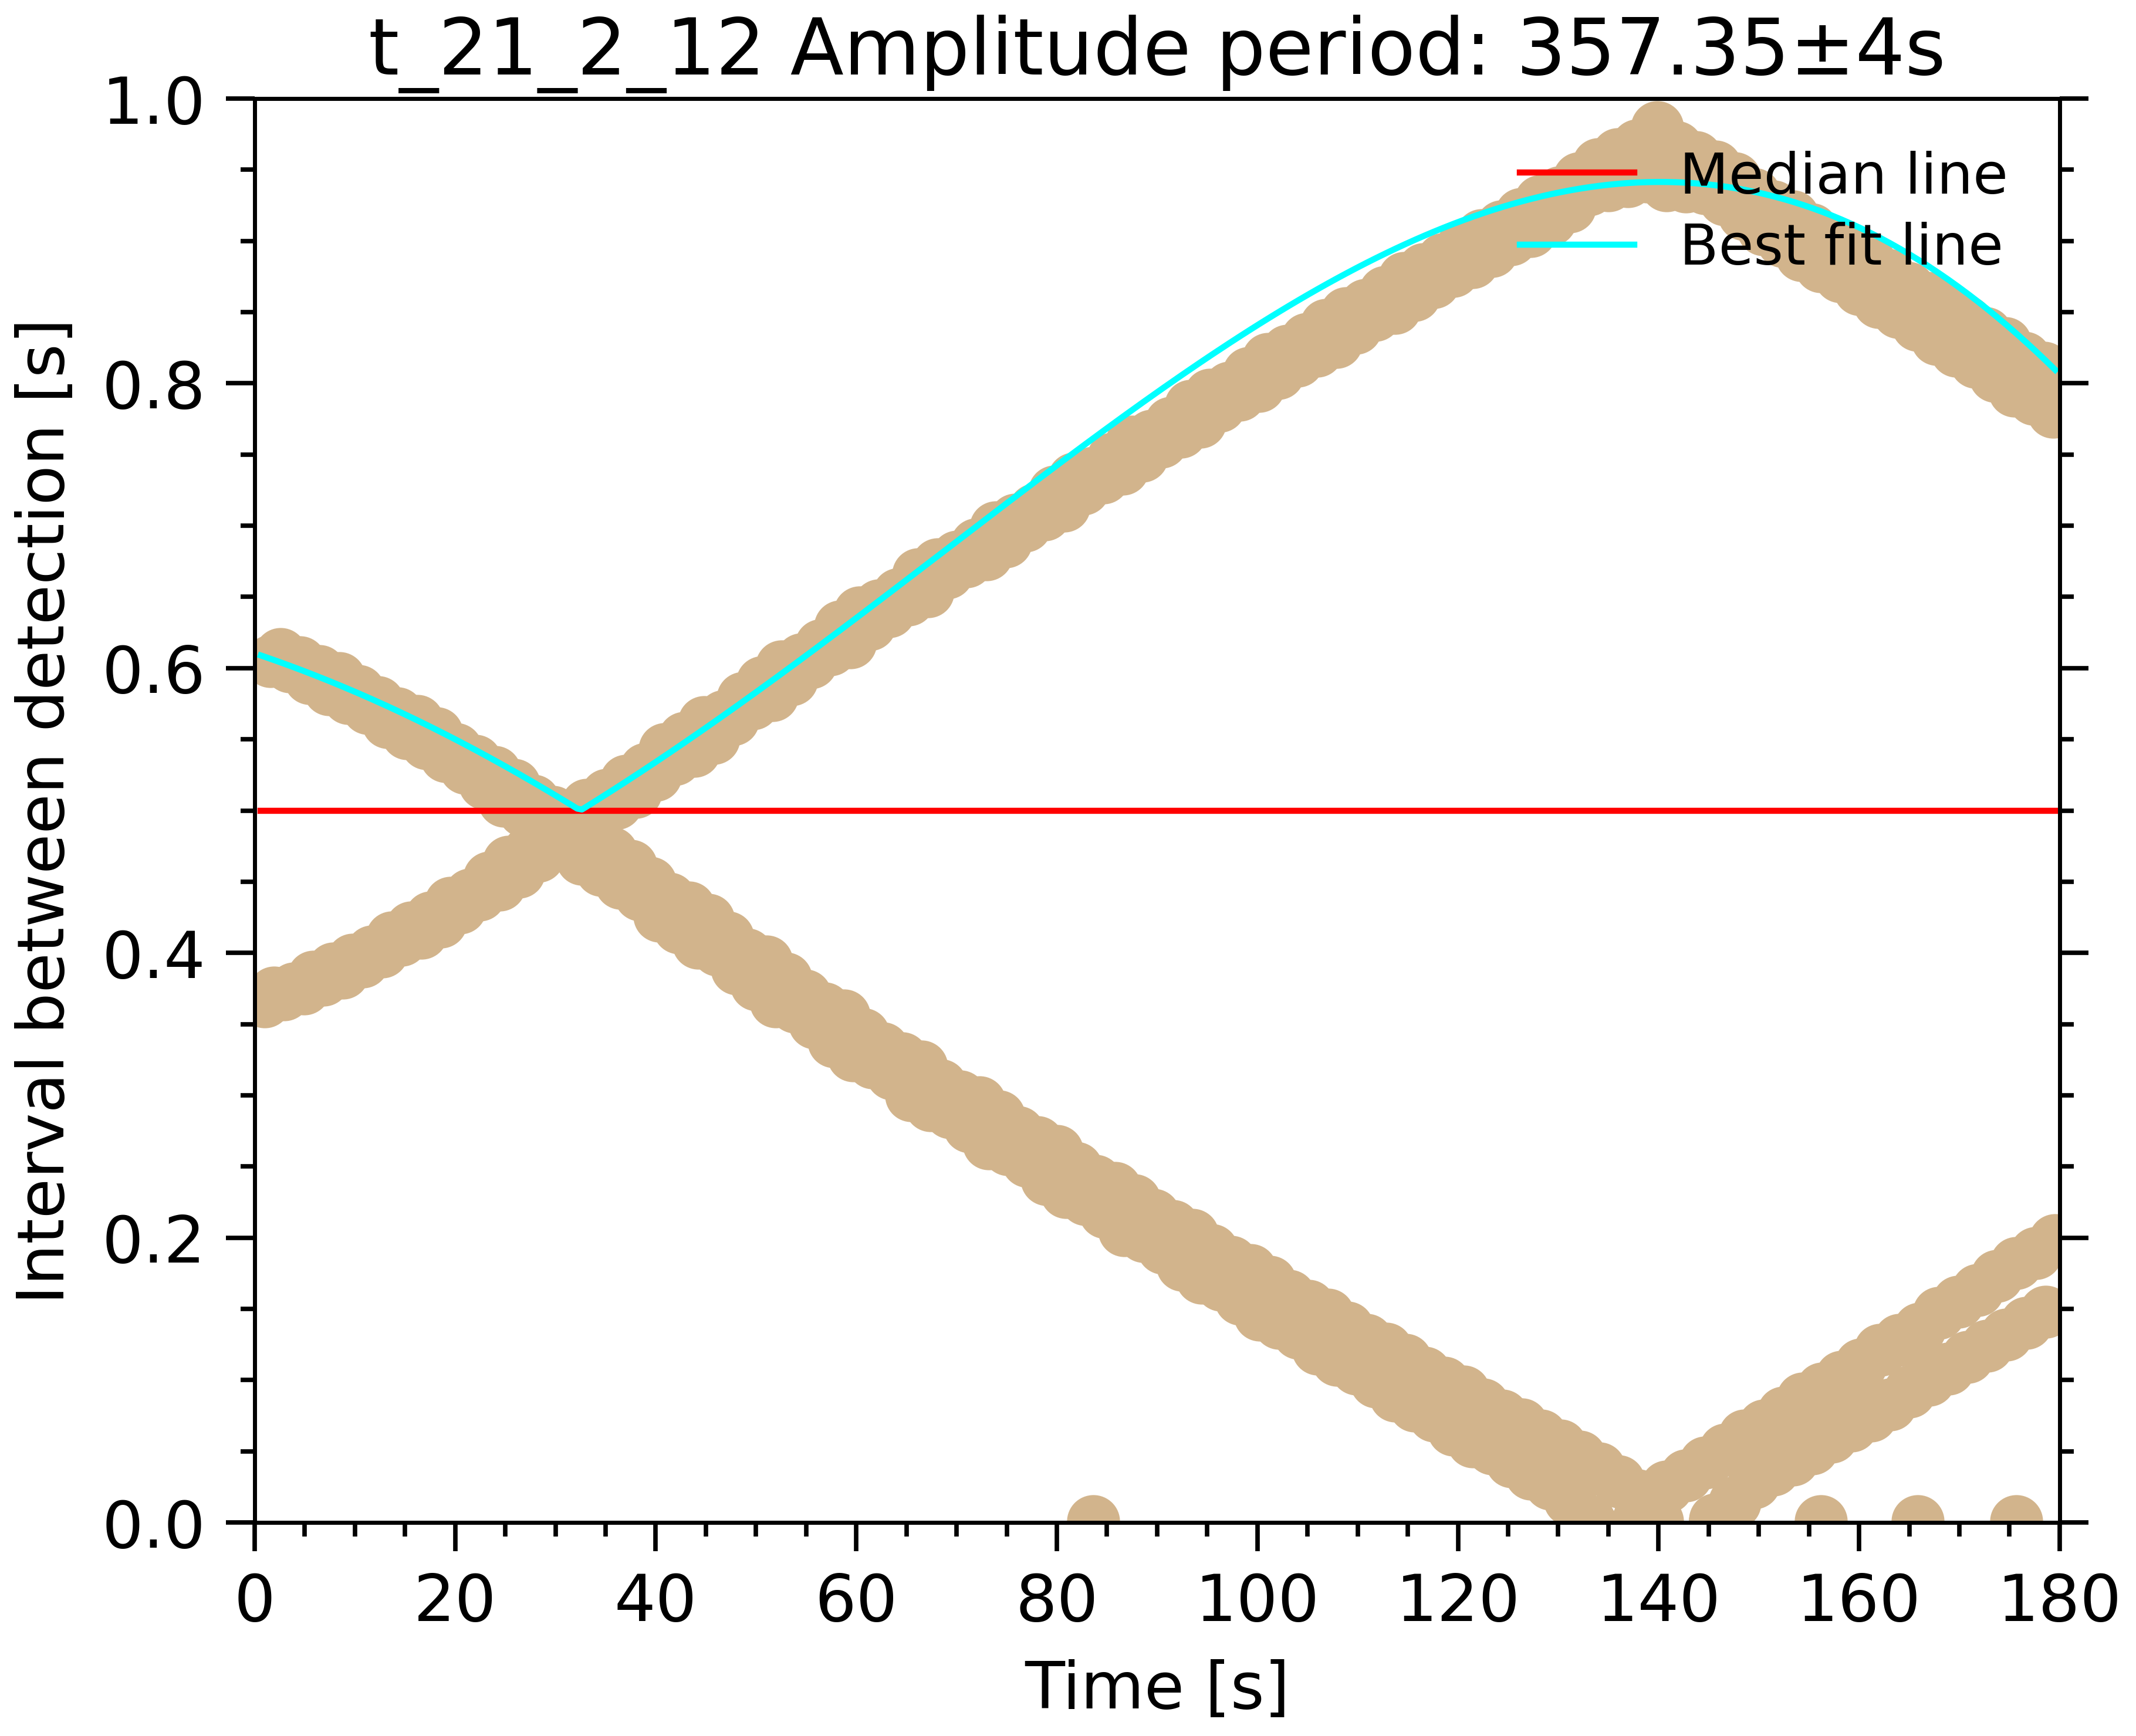 t_21_2_12 Amplitude period: 357.35±4s
1.0
0.8
0.6
0.4
0.2
0.0
Interval between detection [s]
Median line
Best fit line
0 20 40 60 80 100 120 140 160 180
Time [s]